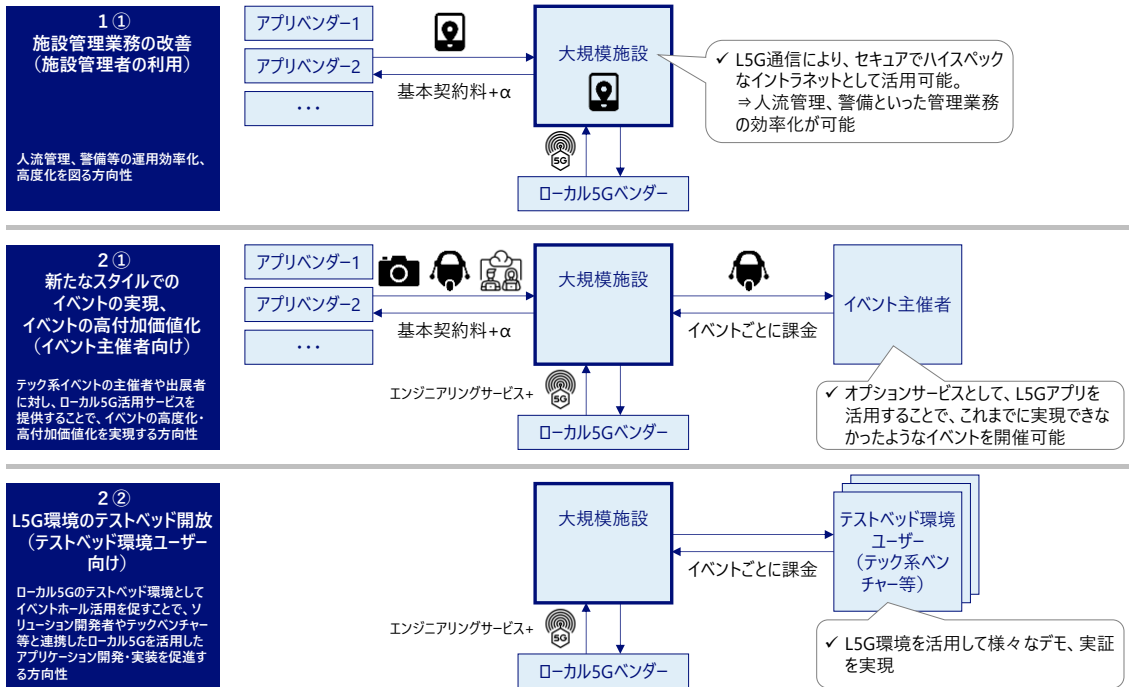 1 ①
施設管理業務の改善
（施設管理者の利用）
人流管理、警備等の運用効率化、
高度化を図る方向性
アプリベンダー1
アプリベンダー2
・・・
基本契約料+α
大規模施設
5G
ローカル5Gベンダー
✓ L5G通信により、セキュアでハイスペック
なイントラネットとして活用可能。
⇒人流管理、警備といった管理業務
の効率化が可能
2 ①
新たなスタイルでの
イベントの実現、
イベントの高付加価値化
（イベント主催者向け）
テック系イベントの主催者や出展者
に対し、ローカル5G活用サービスを
提供することで、イベントの高度化・
高付加価値化を実現する方向性
アプリベンダー1
アプリベンダー2
・・・
基本契約料+α
大規模施設
エンジニアリングサービス+
5G
ローカル5Gベンダー
イベントごとに課金
イベント主催者
✓ オプションサービスとして、L5Gアプリを
活用することで、これまでに実現できな
かったようなイベントを開催可能
2 ②
L5G環境のテストベッド開放
（テストベッド環境ユーザー
向け）
ローカル5Gのテストベッド環境として
イベントホール活用を促すことで、ソ
リューション開発者やテックベンチャー
等と連携したローカル5Gを活用した
アプリケーション開発・実装を促進す
る方向性
大規模施設
エンジニアリングサービス+
5G
ローカル5Gベンダー
イベントごとに課金
テストベッド環境
ユーザー
（テック系ベン
チャー等）
✓ L5G環境を活用して様々なデモ、実証
を実現